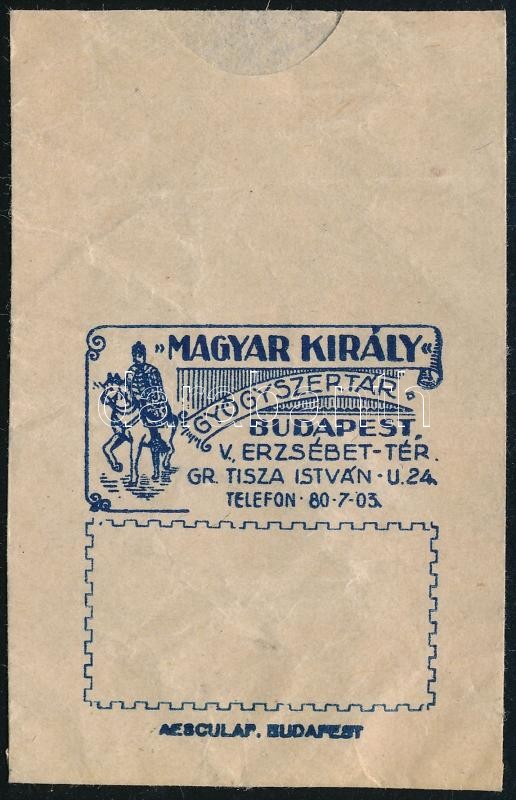 »MAGYAR KIRÁLY«
GYÓGYSZERTÁR
BUDAPEST,
V. ERZSÉBET-TÉR.
GR. TISZA ISTVÁN · U. 24.
TELEFON · 80-7-03.
AESCULAP. BUDAPEST